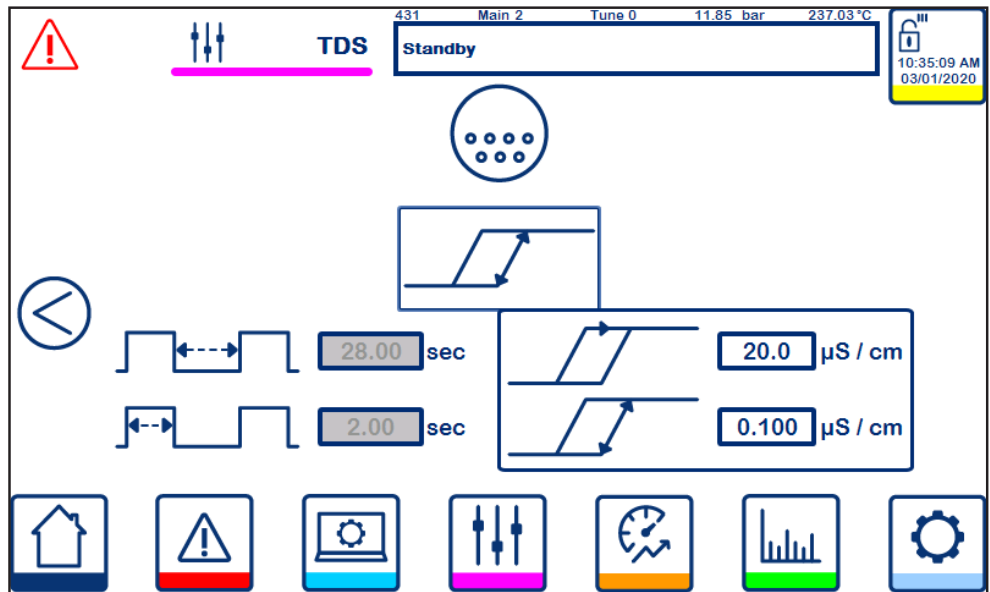 431 Main 2 Tune 0 11.85 bar 237.03 °C
TDS
Standby
10:35:09 AM
03/01/2020
28.00 sec
20.0 µS / cm
2.00 sec
0.100 µS / cm